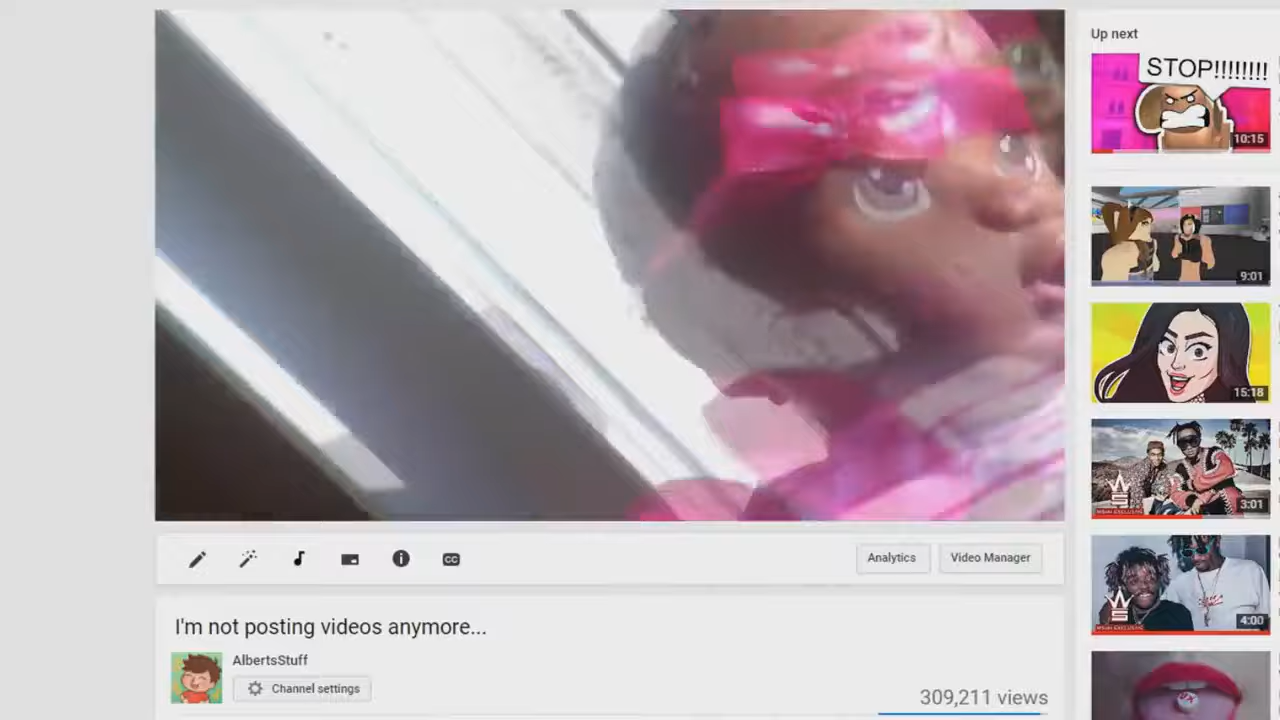 Up next
STOP!!!!!!!!
10:15
9:01
15:18
3:01
4:00
CC
Analytics
Video Manager
I'm not posting videos anymore...
AlbertsStuff
Channel settings
309,211 views